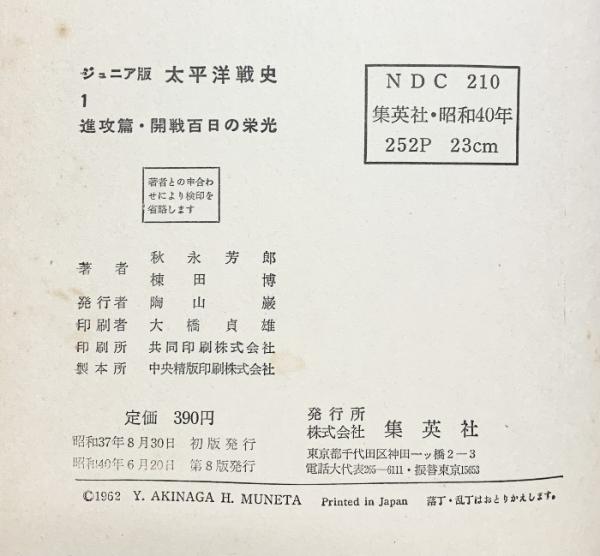 ジュニア版 太平洋戦史
1
進攻篇・開戦百日の栄光
NDC 210
集英社・昭和40年
252P 23cm
著者との申合わ
せにより検印を
省略します
著者 秋永芳郎
棟田博
発行者 陶山巌
印刷者 大橋貞雄
印刷所 共同印刷株式会社
製本所 中央精版印刷株式会社
定価 390円
昭和37年8月30日 初版発行
昭和40年6月20日 第8版発行
発行所
株式会社 集英社
東京都千代田区神田一ッ橋2−3
電話大代表265—6111・振替東京15653
©1962 Y. AKINAGA H. MUNETA Printed in Japan 落丁・乱丁はおとりかえします。